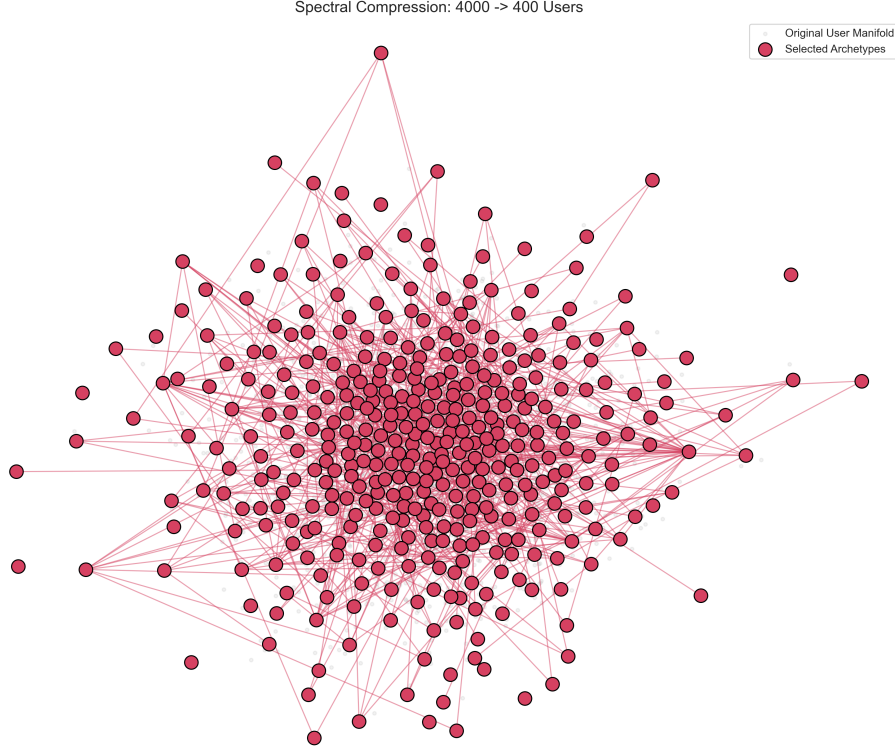 Spectral Compression: 4000 -> 400 Users
Original User Manifold
Selected Archetypes